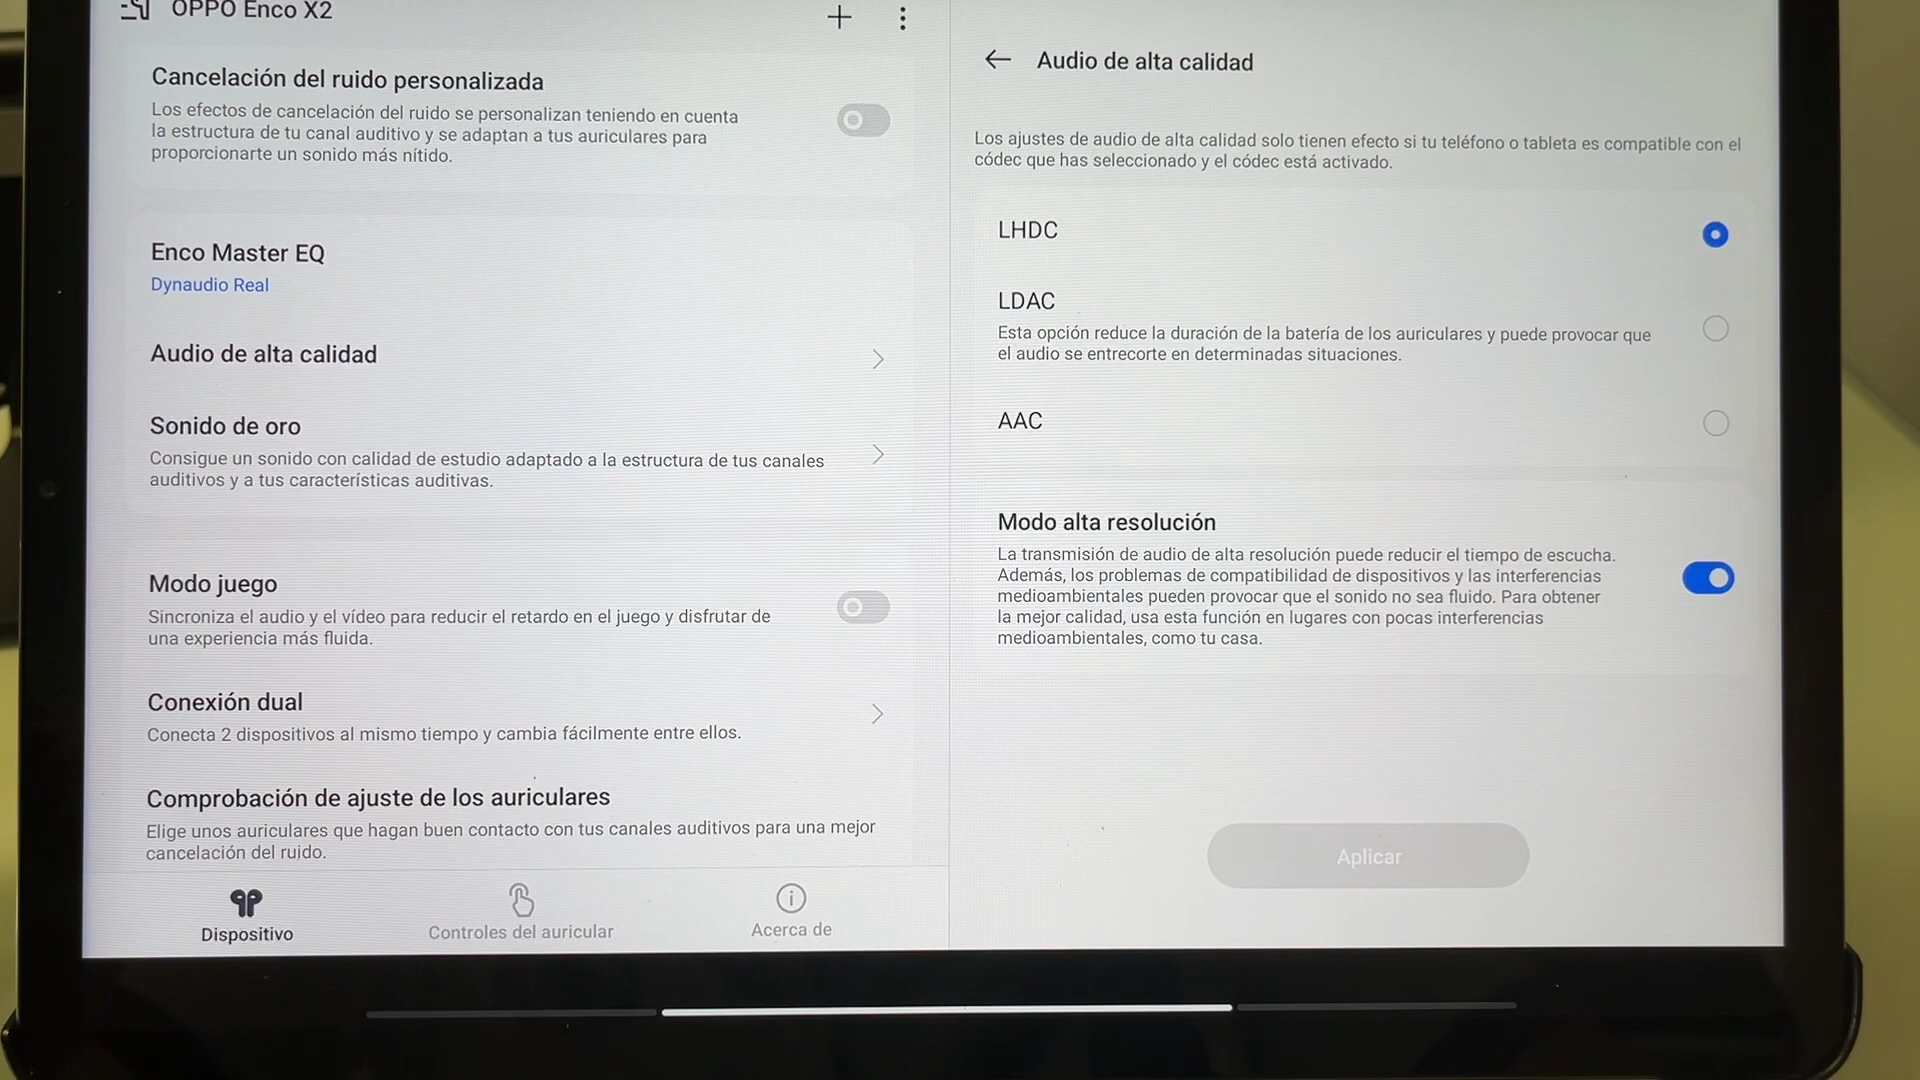 OPPO Enco X2
Cancelación del ruido personalizada
Los efectos de cancelación del ruido se personalizan teniendo en cuenta
la estructura de tu canal auditivo y se adaptan a tus auriculares para
proporcionarte un sonido más nítido.
Enco Master EQ
Dynaudio Real
Audio de alta calidad
Sonido de oro
Consigue un sonido con calidad de estudio adaptado a la estructura de tus canales
auditivos y a tus características auditivas.
Modo juego
Sincroniza el audio y el vídeo para reducir el retardo en el juego y disfrutar de
una experiencia más fluida.
Conexión dual
Conecta 2 dispositivos al mismo tiempo y cambia fácilmente entre ellos.
Comprobación de ajuste de los auriculares
Elige unos auriculares que hagan buen contacto con tus canales auditivos para una mejor
cancelación del ruido.
Dispositivo
Controles del auricular
Acerca de
Audio de alta calidad
Los ajustes de audio de alta calidad solo tienen efecto si tu teléfono o tableta es compatible con el
códec que has seleccionado y el códec está activado.
LHDC
LDAC
Esta opción reduce la duración de la batería de los auriculares y puede provocar que
el audio se entrecorte en determinadas situaciones.
AAC
Modo alta resolución
La transmisión de audio de alta resolución puede reducir el tiempo de escucha.
Además, los problemas de compatibilidad de dispositivos y las interferencias
medioambientales pueden provocar que el sonido no sea fluido. Para obtener
la mejor calidad, usa esta función en lugares con pocas interferencias
medioambientales, como tu casa.
Aplicar